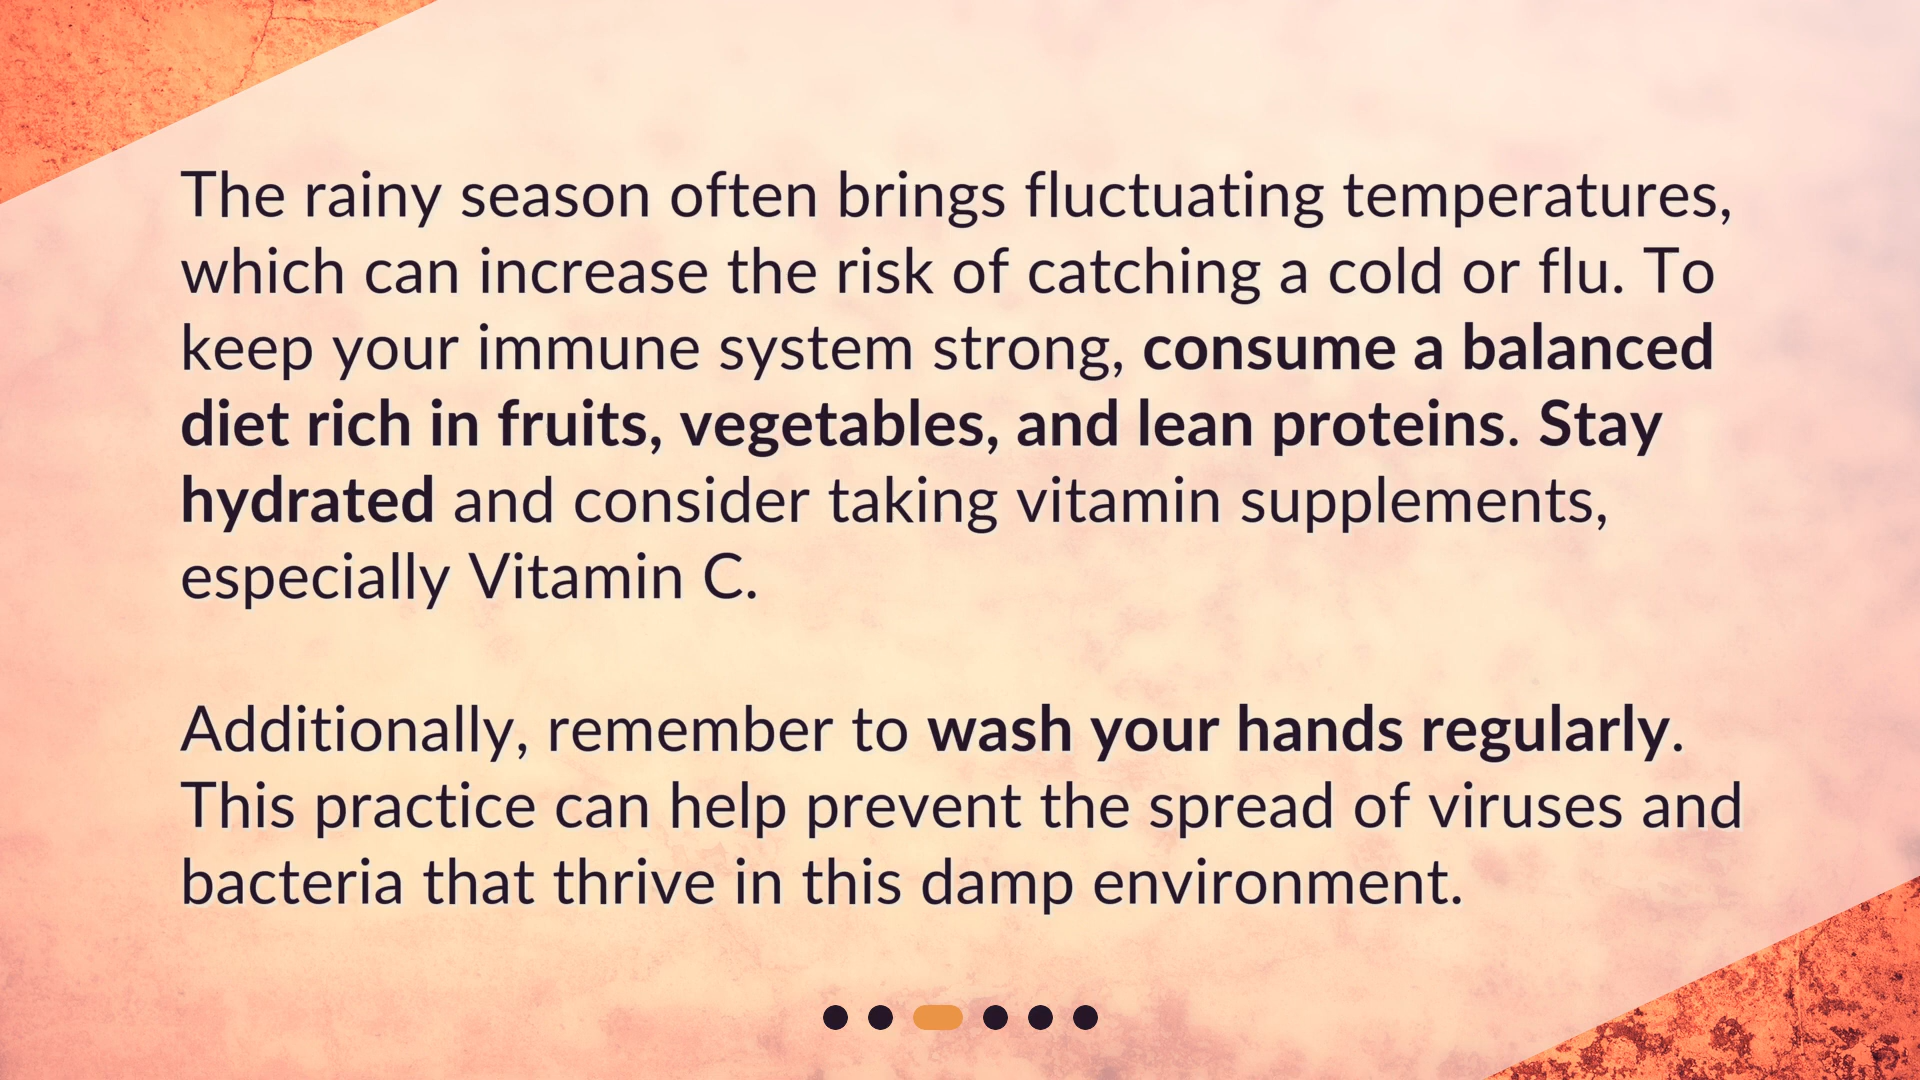 The rainy season often brings fluctuating temperatures,
which can increase the risk of catching a cold or flu. To
keep your immune system strong, consume a balanced
diet rich in fruits, vegetables, and lean proteins. Stay
hydrated and consider taking vitamin supplements,
especially Vitamin C.
Additionally, remember to wash your hands regularly.
This practice can help prevent the spread of viruses and
bacteria that thrive in this damp environment.